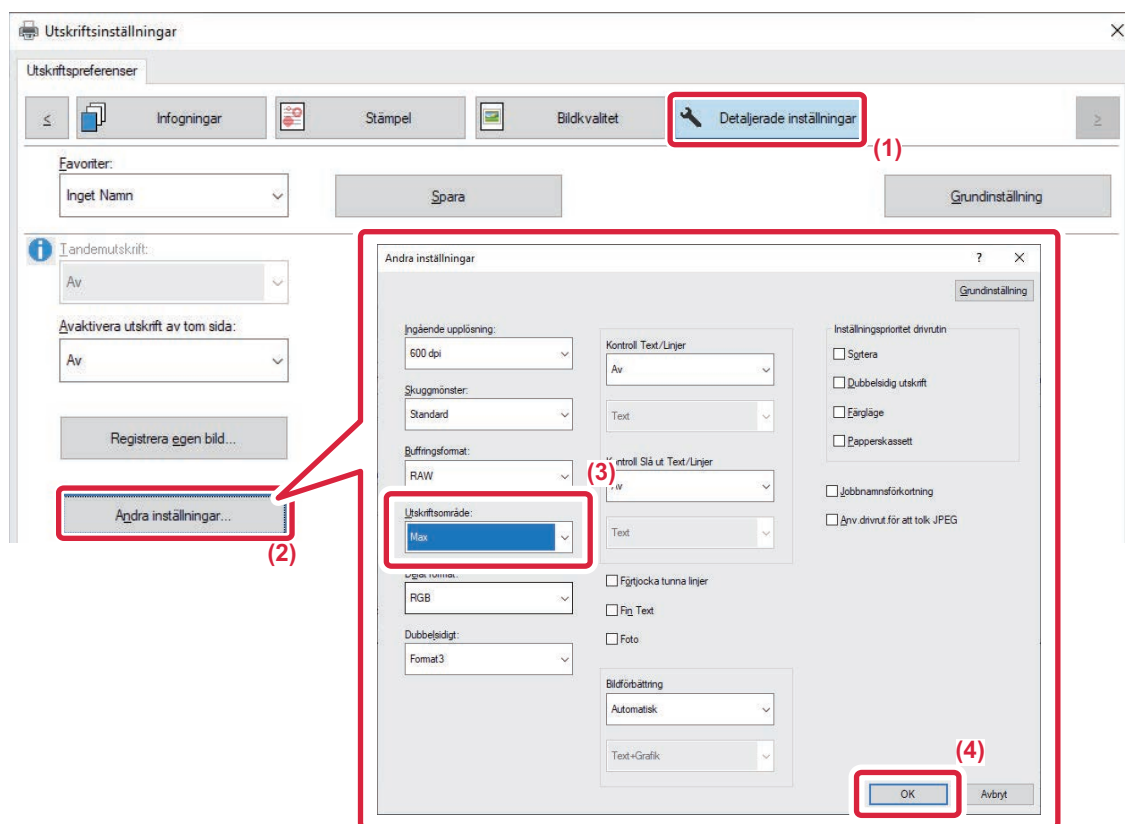 Utskriftsinställningar
Utskriftspreferenser
≤
Infogningar
Stämpel
Bildkvalitet
Detaljerade inställningar
≥
(1)
Favoriter:
Inget Namn
Spara
Grundinställning
Tandemutskrift:
Av
Avaktivera utskrift av tom sida:
Av
Registrera egen bild...
Andra inställningar...
(2)
Andra inställningar
?
Grundinställning
Ingående upplösning:
600 dpi
Skuggmönster:
Standard
Buffringsformat:
RAW
(3)
Utskriftsområde:
Max
Delat format:
RGB
Dubbelsidigt:
Format3
Kontroll Text/Linjer
Av
Text
Kontroll Slå ut Text/Linjer
Av
Text
Förtjocka tunna linjer
Fin Text
Foto
Bildförbättring
Automatisk
Text+Grafik
Inställningsprioritet drivrutin
Sortera
Dubbelsidig utskrift
Färgläge
Papperskassett
Jobbnamnsförkortning
Anv.drivrut.för att tolk JPEG
(4)
OK
Avbryt